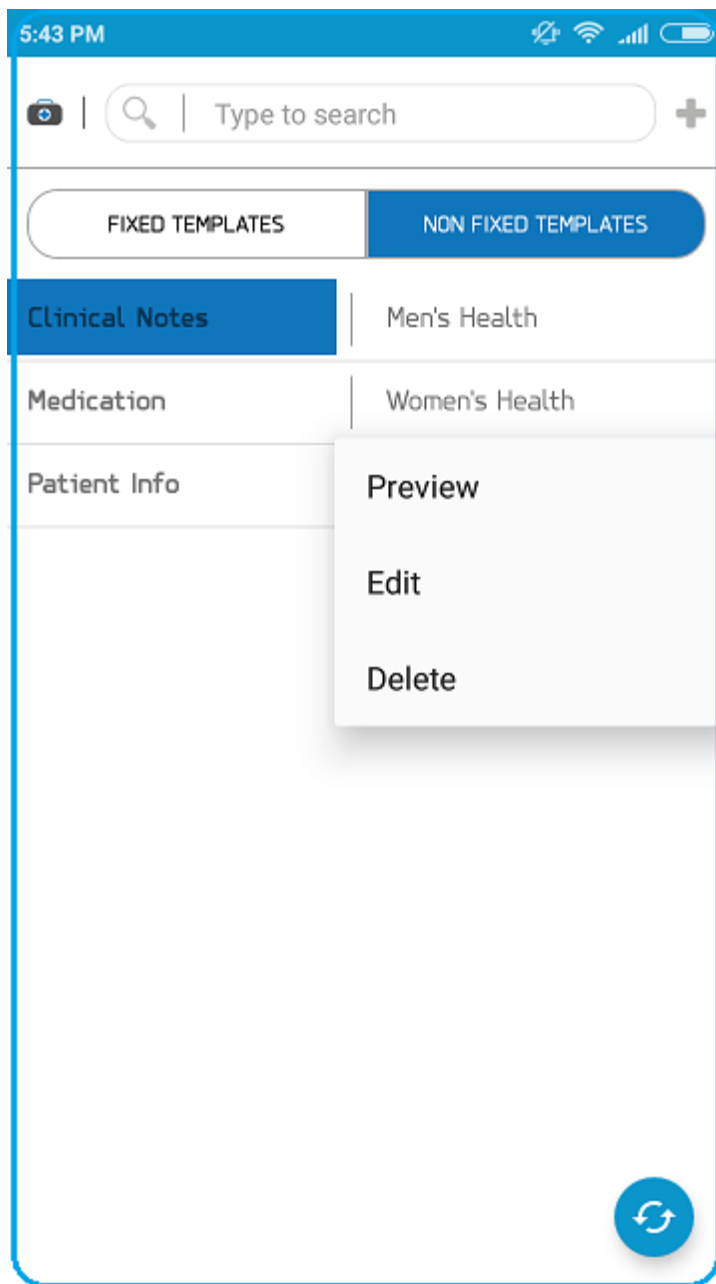 5:43 PM
Type to search
FIXED TEMPLATES
NON FIXED TEMPLATES
Clinical Notes
Men's Health
Medication
Women's Health
Patient Info
Preview
Edit
Delete